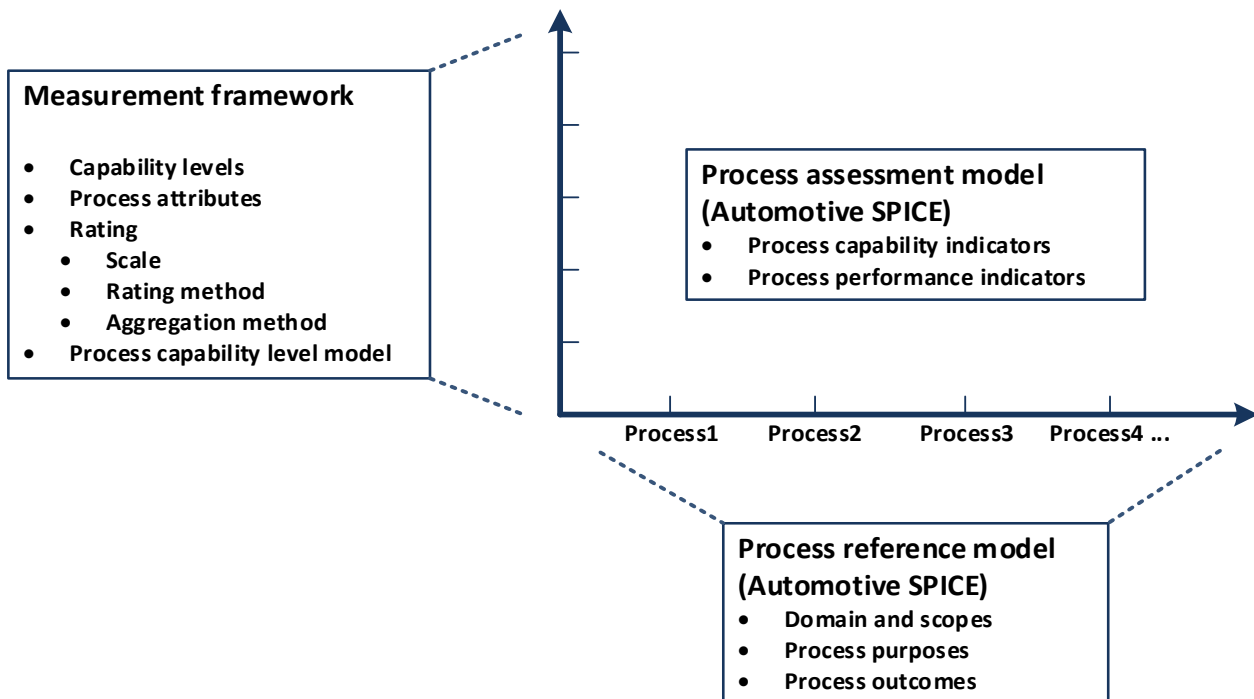 Measurement framework
• Capability levels
• Process attributes
• Rating
• Scale
• Rating method
• Aggregation method
• Process capability level model
Process assessment model
(Automotive SPICE)
• Process capability indicators
• Process performance indicators
Process1 Process2 Process3 Process4 ...
Process reference model
(Automotive SPICE)
• Domain and scopes
• Process purposes
• Process outcomes